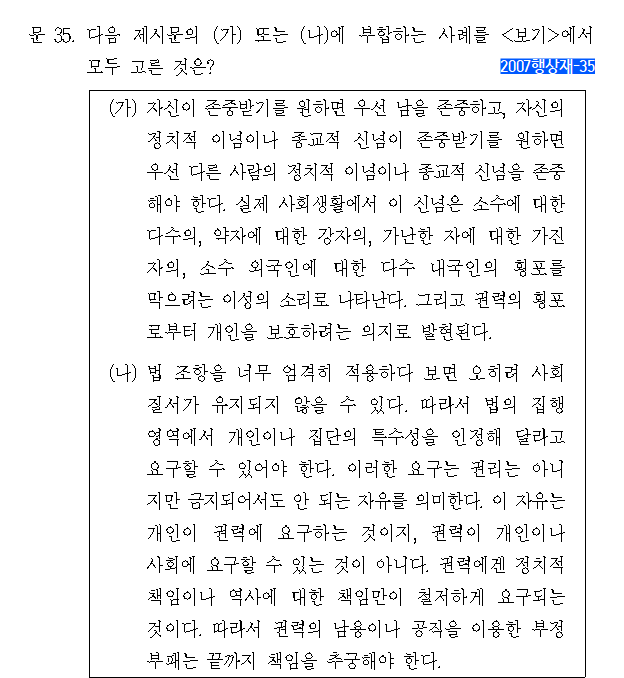 문 35. 다음 제시문의 (가) 또는 (나)에 부합하는 사례를 <보기>에서
모두 고른 것은?
2007행상재-35
(가) 자신이 존중받기를 원하면 우선 남을 존중하고, 자신의
정치적 이념이나 종교적 신념이 존중받기를 원하면
우선 다른 사람의 정치적 이념이나 종교적 신념을 존중
해야 한다. 실제 사회생활에서 이 신념은 소수에 대한
다수의, 약자에 대한 강자의, 가난한 자에 대한 가진
자의, 소수 외국인에 대한 다수 내국인의 횡포를
막으려는 이성의 소리로 나타난다. 그리고 권력의 횡포
로부터 개인을 보호하려는 의지로 발현된다.
(나) 법 조항을 너무 엄격히 적용하다 보면 오히려 사회
질서가 유지되지 않을 수 있다. 따라서 법의 집행
영역에서 개인이나 집단의 특수성을 인정해 달라고
요구할 수 있어야 한다. 이러한 요구는 권리는 아니
지만 금지되어서도 안 되는 자유를 의미한다. 이 자유는
개인이 권력에 요구하는 것이지, 권력이 개인이나
사회에 요구할 수 있는 것이 아니다. 권력에겐 정치적
책임이나 역사에 대한 책임만이 철저하게 요구되는
것이다. 따라서 권력의 남용이나 공직을 이용한 부정
부패는 끝까지 책임을 추궁해야 한다.